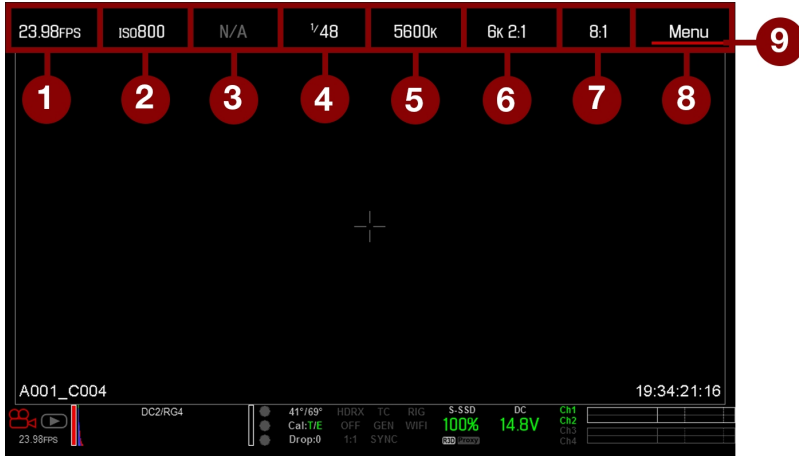 23.98FPS ISO800 N/A 1/48 5600K 6K 2:1 8:1 Menu 9
1 2 3 4 5 6 7 8
A001_C004 19:34:21:16
DC2/RG4 41°/69° HDRX TC RIG S-SSD DC Ch1
Cal:T/E OFF GEN WIFI 100% 14.8V Ch2
23.98FPS Drop:0 1:1 SYNC R3D Proxy Ch3
Ch4